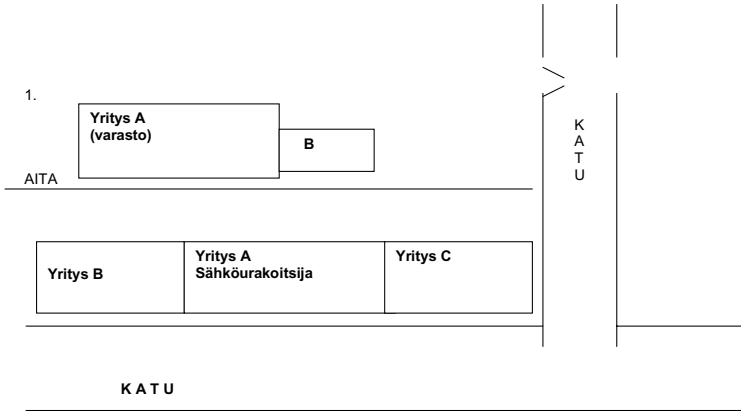 1.
Yritys A
(varasto)
B
K
A
T
U
AITA
Yritys B
Yritys A
Sähköurakoitsija
Yritys C
K A T U